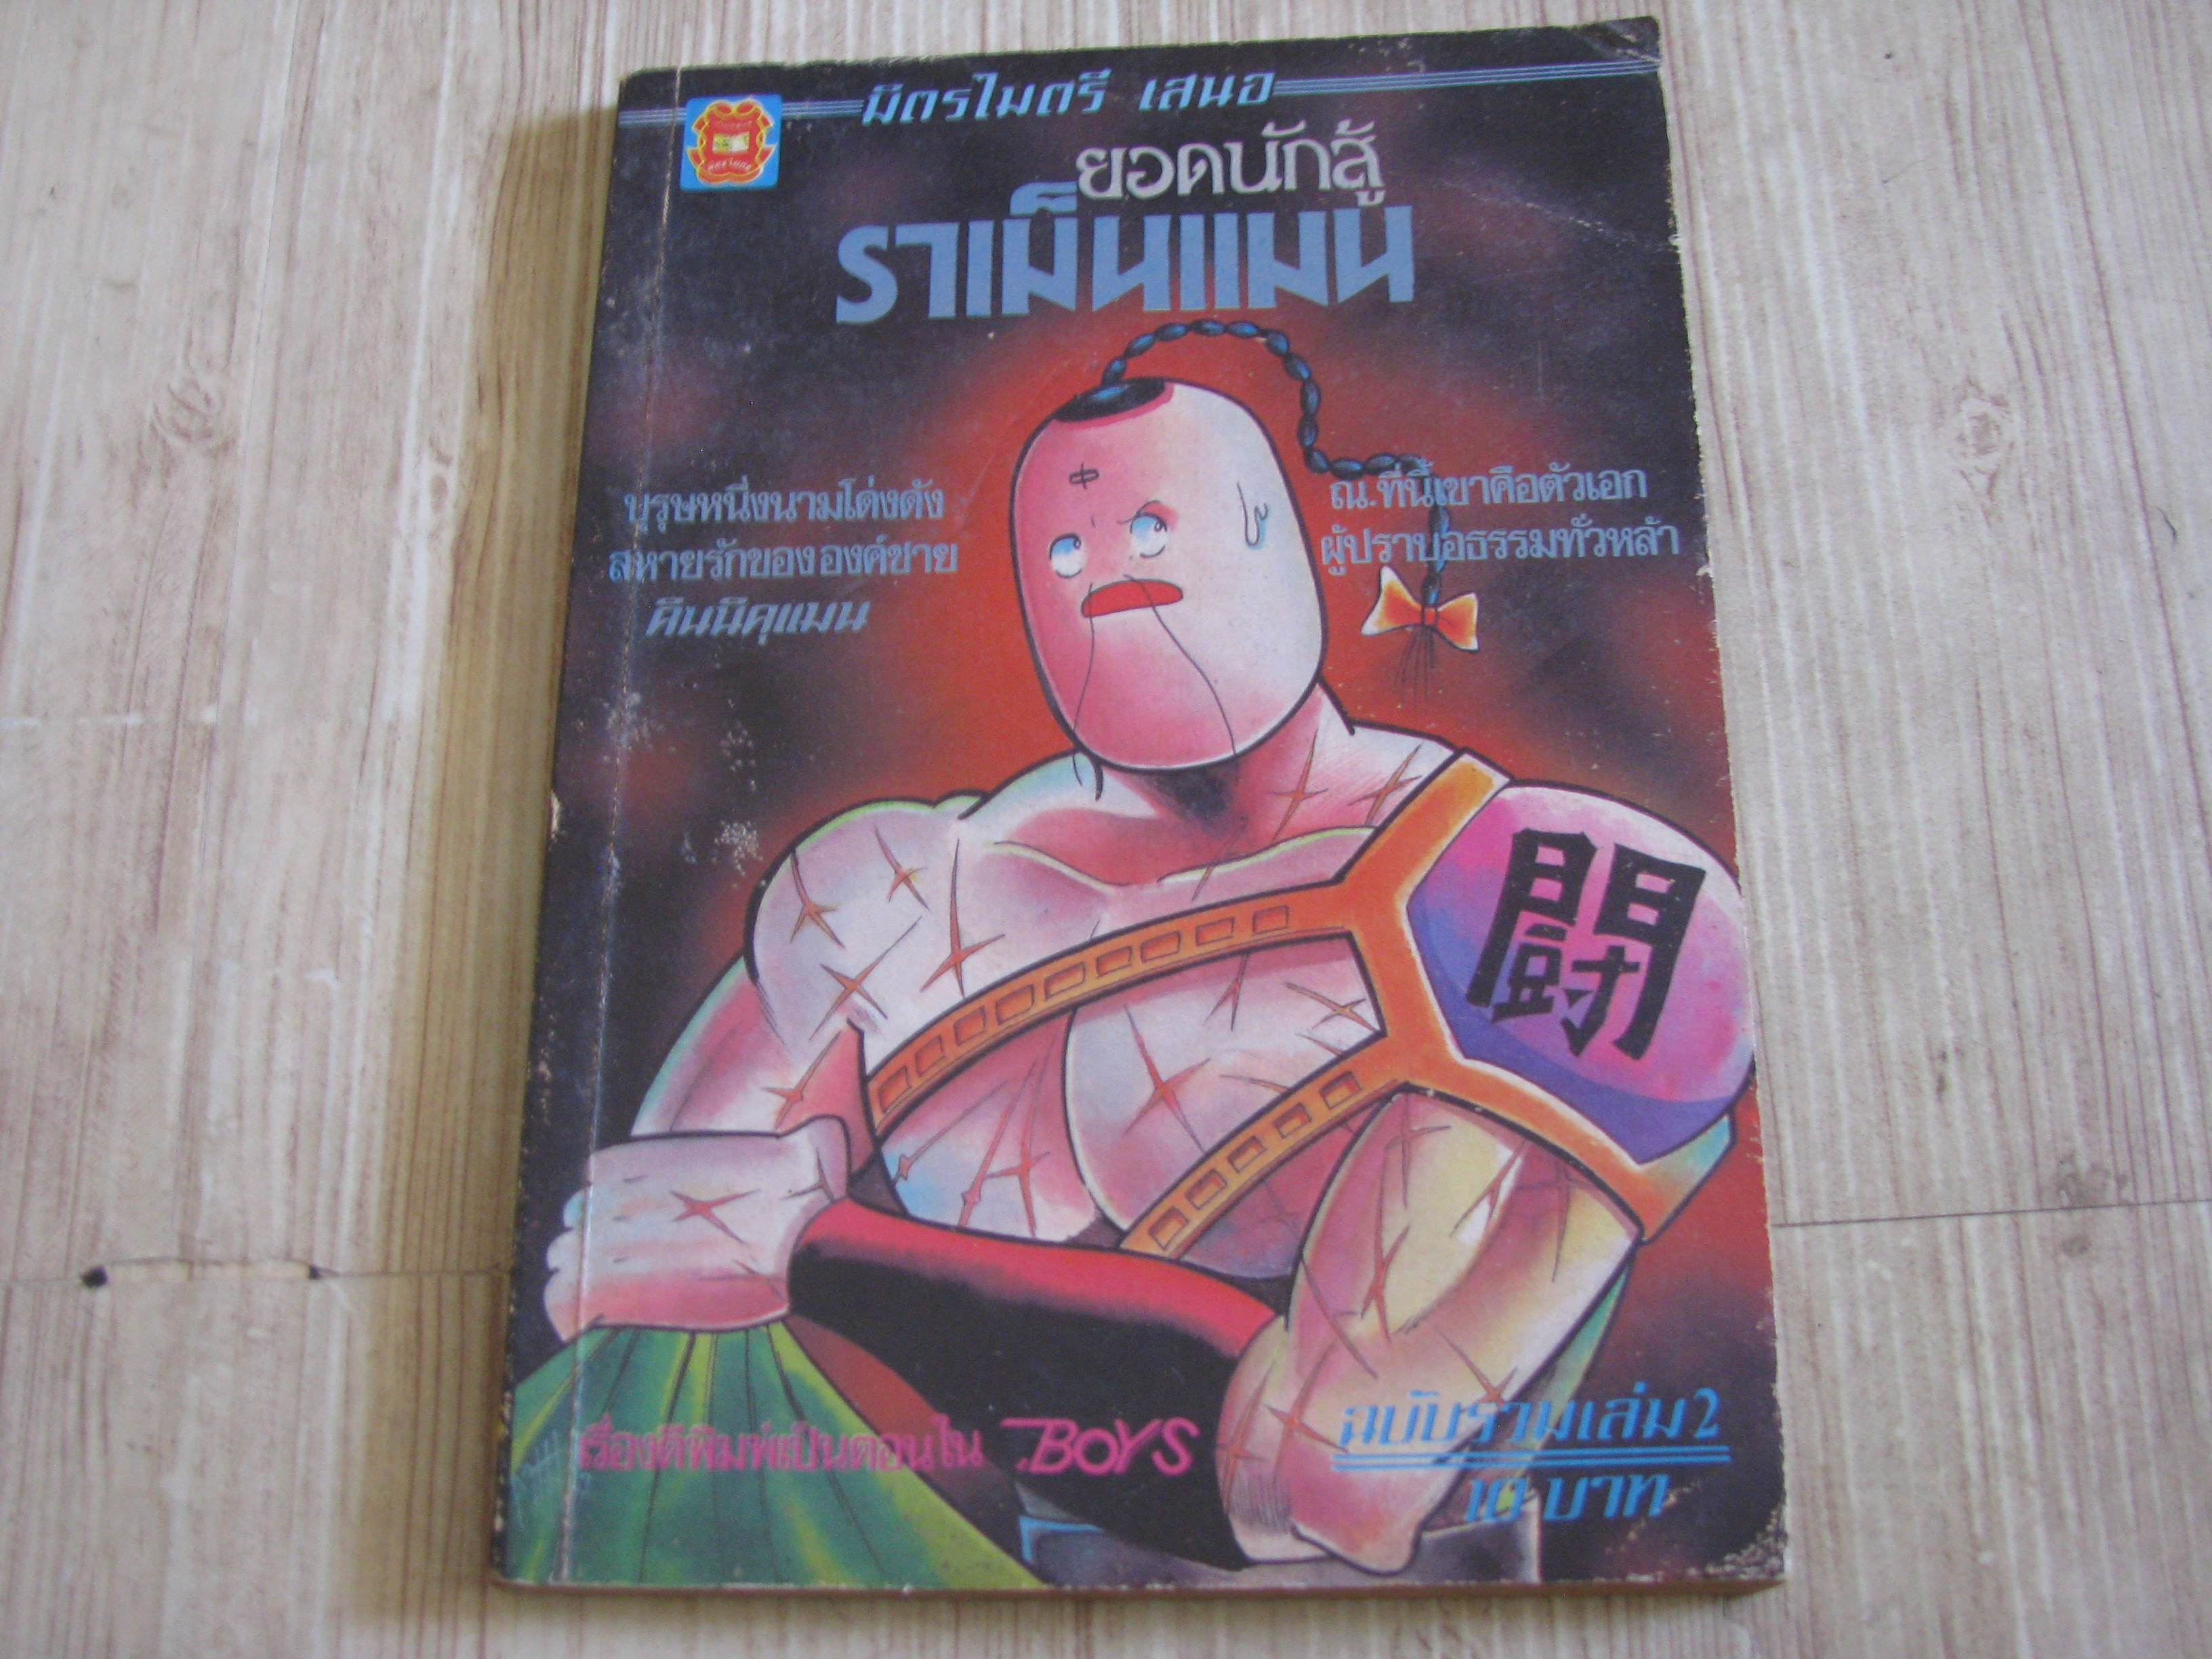 มิตรไมตรี เสนอ
ยอดนักสู้
ราเม็นแมน
บุรุษหนึ่งนามโด่งดัง
สหายรักขององค์ชาย
คินนิคุแมน
ณ.ที่นี้เขาคือตัวเอก
ผู้ปราบอธรรมทั่วหล้า
中
闘
เรื่องดีพิมพ์เป็นตอนใน BOYS
ฉบับรวมเล่ม 2
10 บาท